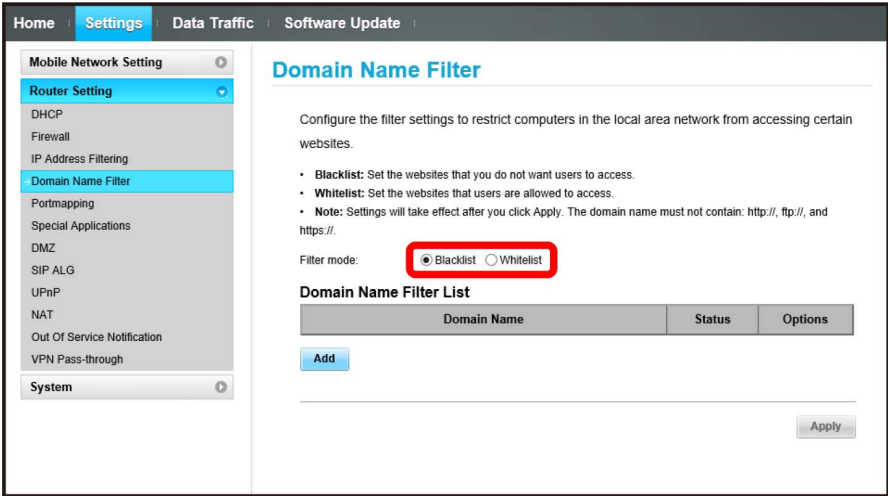 Home Settings Data Traffic Software Update
Mobile Network Setting
Router Setting
DHCP
Firewall
IP Address Filtering
Domain Name Filter
Portmapping
Special Applications
DMZ
SIP ALG
UPnP
NAT
Out Of Service Notification
VPN Pass-through
System
Domain Name Filter
Configure the filter settings to restrict computers in the local area network from accessing certain
websites.
• Blacklist: Set the websites that you do not want users to access.
• Whitelist: Set the websites that users are allowed to access.
• Note: Settings will take effect after you click Apply. The domain name must not contain: http://, ftp://, and
https://.
Filter mode: Blacklist Whitelist
Domain Name Filter List
Domain Name Status Options
Add
Apply